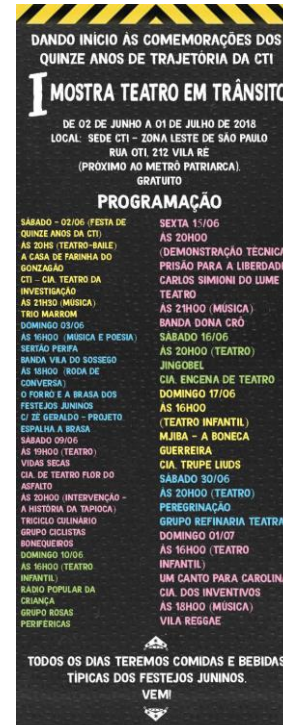 DANDO INÍCIO ÀS COMEMORAÇÕES DOS
QUINZE ANOS DE TRAJETÓRIA DA CTI
I MOSTRA TEATRO EM TRÂNSITO
DE 02 DE JUNHO A 01 DE JULHO DE 2018
LOCAL: SEDE CTI - ZONA LESTE DE SÃO PAULO
RUA OTI, 212 VILA RÉ
(PRÓXIMO AO METRÔ PATRIARCA).
GRATUITO
PROGRAMAÇÃO
SÁBADO - 02/06 (FESTA DE
QUINZE ANOS DA CTI)
ÀS 20HS (TEATRO-BAILE)
A CASA DE FARINHA DO
GONZAGÃO
CTI - CIA. TEATRO DA
INVESTIGAÇÃO
ÀS 21H30 (MÚSICA)
TRIO MARROM
DOMINGO 03/06
ÀS 16H00 (MÚSICA E POESIA)
SERTÃO PERIFA
BANDA VILA DO SOSSEGO
ÀS 18H00 (RODA DE
CONVERSA)
O FORRÓ E A BRASA DOS
FESTEJOS JUNINOS
C/ ZÉ GERALDO - PROJETO
ESPALHA A BRASA
SÁBADO 09/06
ÀS 19H00 (TEATRO)
VIDAS SECAS
CIA. DE TEATRO FLOR DO
ASFALTO
ÀS 20H00 (INTERVENÇÃO -
A HISTÓRIA DA TAPIOCA)
TRICICLO CULINÁRIO
GRUPO CICLISTAS
BONEQUEIROS
DOMINGO 10/06
ÀS 16H00 (TEATRO
INFANTIL)
RÁDIO POPULAR DA
CRIANÇA
GRUPO ROSAS
PERIFÉRICAS
SEXTA 15/06
ÀS 20H00
(DEMONSTRAÇÃO TÉCNICA
PRISÃO PARA A LIBERDADE
CARLOS SIMIONI DO LUME
TEATRO
ÀS 21H00 (MÚSICA)
BANDA DONA CRÔ
SÁBADO 16/06
ÀS 20H00 (TEATRO)
JINGOBEL
CIA. ENCENA DE TEATRO
DOMINGO 17/06
ÀS 16H00
(TEATRO INFANTIL)
MJIBA - A BONECA
GUERREIRA
CIA. TRUPE LIUDS
SÁBADO 30/06
ÀS 20H00 (TEATRO)
PEREGRINAÇÃO
GRUPO REFINARIA TEATRA
DOMINGO 01/07
ÀS 16H00 (TEATRO
INFANTIL)
UM CANTO PARA CAROLINA
CIA. DOS INVENTIVOS
ÀS 18H00 (MÚSICA)
VILA REGGAE
TODOS OS DIAS TEREMOS COMIDAS E BEBIDAS
TÍPICAS DOS FESTEJOS JUNINOS.
VEM!